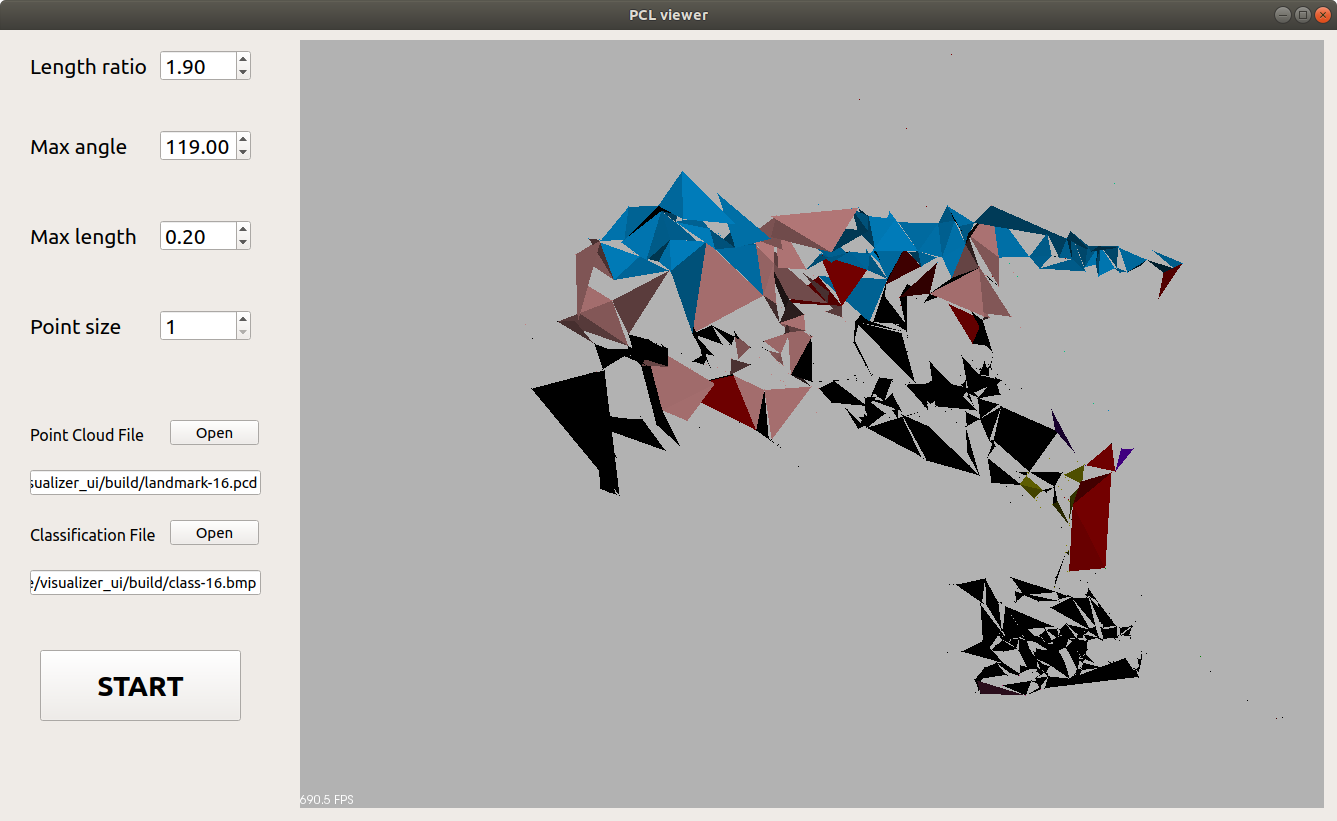 PCL viewer
Length ratio 1.90
Max angle 119.00
Max length 0.20
Point size 1
Point Cloud File Open
sualizer_ui/build/landmark-16.pcd
Classification File Open
e/visualizer_ui/build/class-16.bmp
START
690.5 FPS